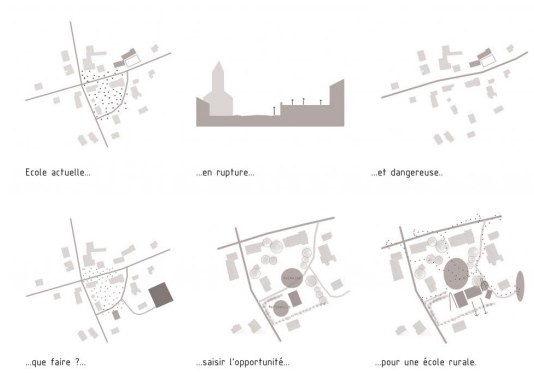 Ecole actuelle...
...en rupture...
...et dangereuse..
...que faire ?...
...saisir l'opportunité...
...pour une école rurale.